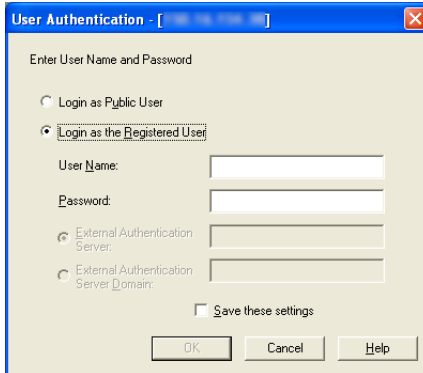 User Authentication - [ ]
Enter User Name and Password
Login as Public User
Login as the Registered User
User Name:
Password:
External Authentication
Server:
External Authentication
Server Domain:
Save these settings
OK
Cancel
Help